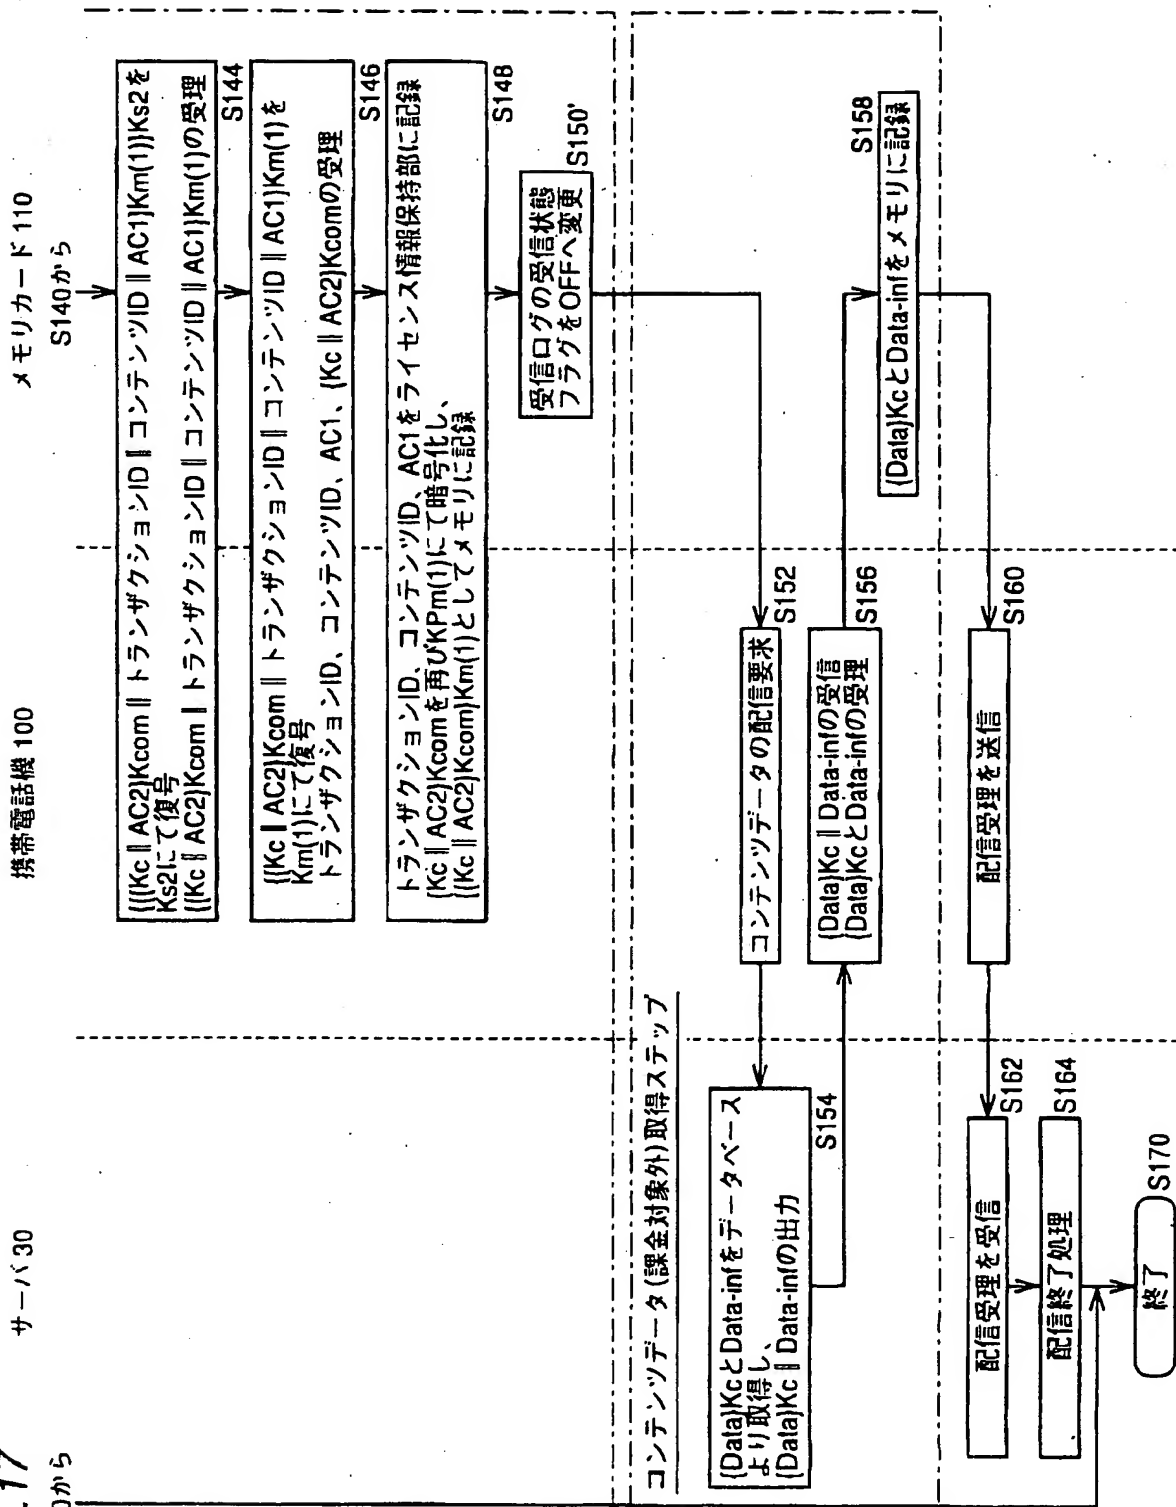 .17
0から
サーバ30
携帯電話機100
メモリカード110
S140から
{{{Kc∥AC2}Kcom∥トランザクションID∥コンテンツID∥AC1}Km(1)}Ks2を
Ks2にて復号
{{Kc∥AC2}Kcom∥トランザクションID∥コンテンツID∥AC1}Km(1)の受理
S144
{{Kc∥AC2}Kcom∥トランザクションID∥コンテンツID∥AC1}Km(1)を
Km(1)にて復号
トランザクションID、コンテンツID、AC1、{Kc∥AC2}Kcomの受理
S146
トランザクションID、コンテンツID、AC1をライセンス情報保持部に記録
{Kc∥AC2}Kcomを再びKPm(1)にて暗号化し、
{{Kc∥AC2}Kcom}Km(1)としてメモリに記録
S148
受信ログの受信状態
フラグをOFFへ変更
S150'
コンテンツデータ(課金対象外)取得ステップ
コンテンツデータの配信要求
S152
{Data}KcとData-infをデータベース
より取得し、
{Data}Kc∥Data-infの出力
S154
{Data}Kc∥Data-infの受信
{Data}KcとData-infの受理
S156
{Data}KcとData-infをメモリに記録
S158
配信受理を送信
S160
配信受理を受信
S162
配信終了処理
S164
終了
S170